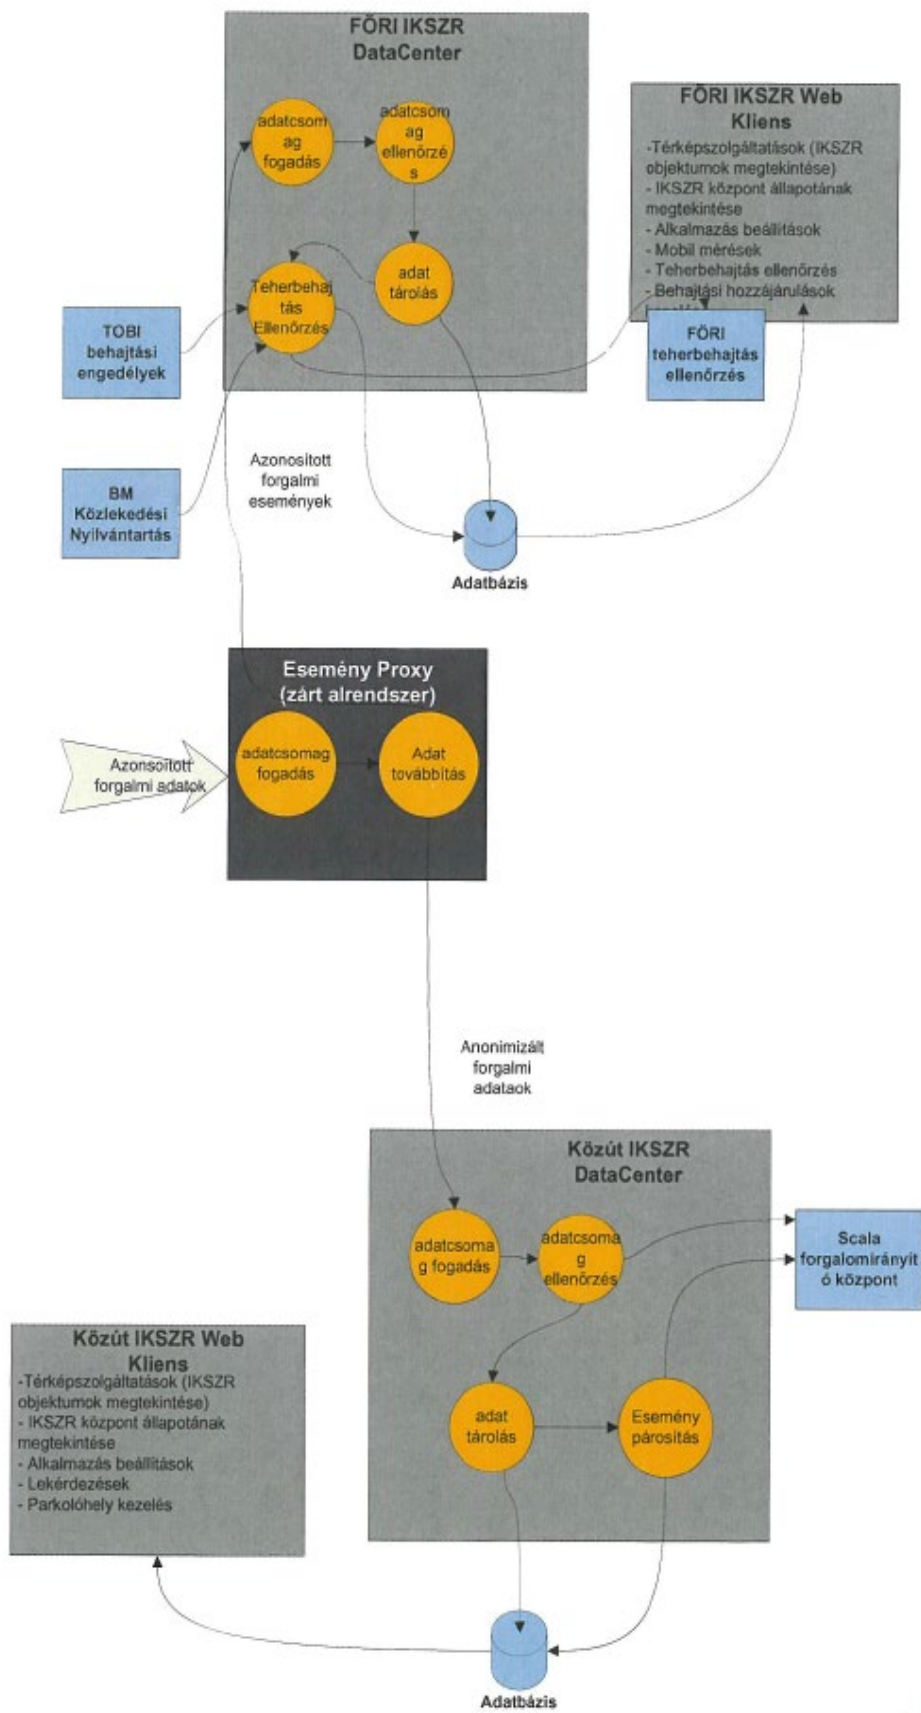 FŐRI IKSZR
DataCenter
adatcsom
ag
fogadás
adatcsom
ag
ellenőrzé
s
Teherbehaj
tás
Ellenőrzés
adat
tárolás
FŐRI IKSZR Web
Kliens
-Térképszolgáltatások (IKSZR
objektumok megtekintése)
- IKSZR központ állapotának
megtekintése
- Alkalmazás beállítások
- Mobil mérések
- Teherbehajtás ellenőrzés
- Behajtási hozzájárulások
FŐRI
teherbehajtás
ellenőrzés
TOBI
behajtási
engedélyek
BM
Közlekedési
Nyilvántartás
Azonosított
forgalmi
események
Adatbázis
Esemény Proxy
(zárt alrendszer)
adatcsomag
fogadás
Adat
továbbítás
Azonsoított
forgalmi adatok
Anonimizált
forgalmi
adataok
Közút IKSZR
DataCenter
adatcsoma
g fogadás
adatcsoma
g
ellenőrzés
Scala
forgalomirányít
ó központ
adat
tárolás
Esemény
párosítás
Közút IKSZR Web
Kliens
-Térképszolgáltatások (IKSZR
objektumok megtekintése)
- IKSZR központ állapotának
megtekintése
- Alkalmazás beállítások
- Lekérdezések
- Parkolóhely kezelés
Adatbázis